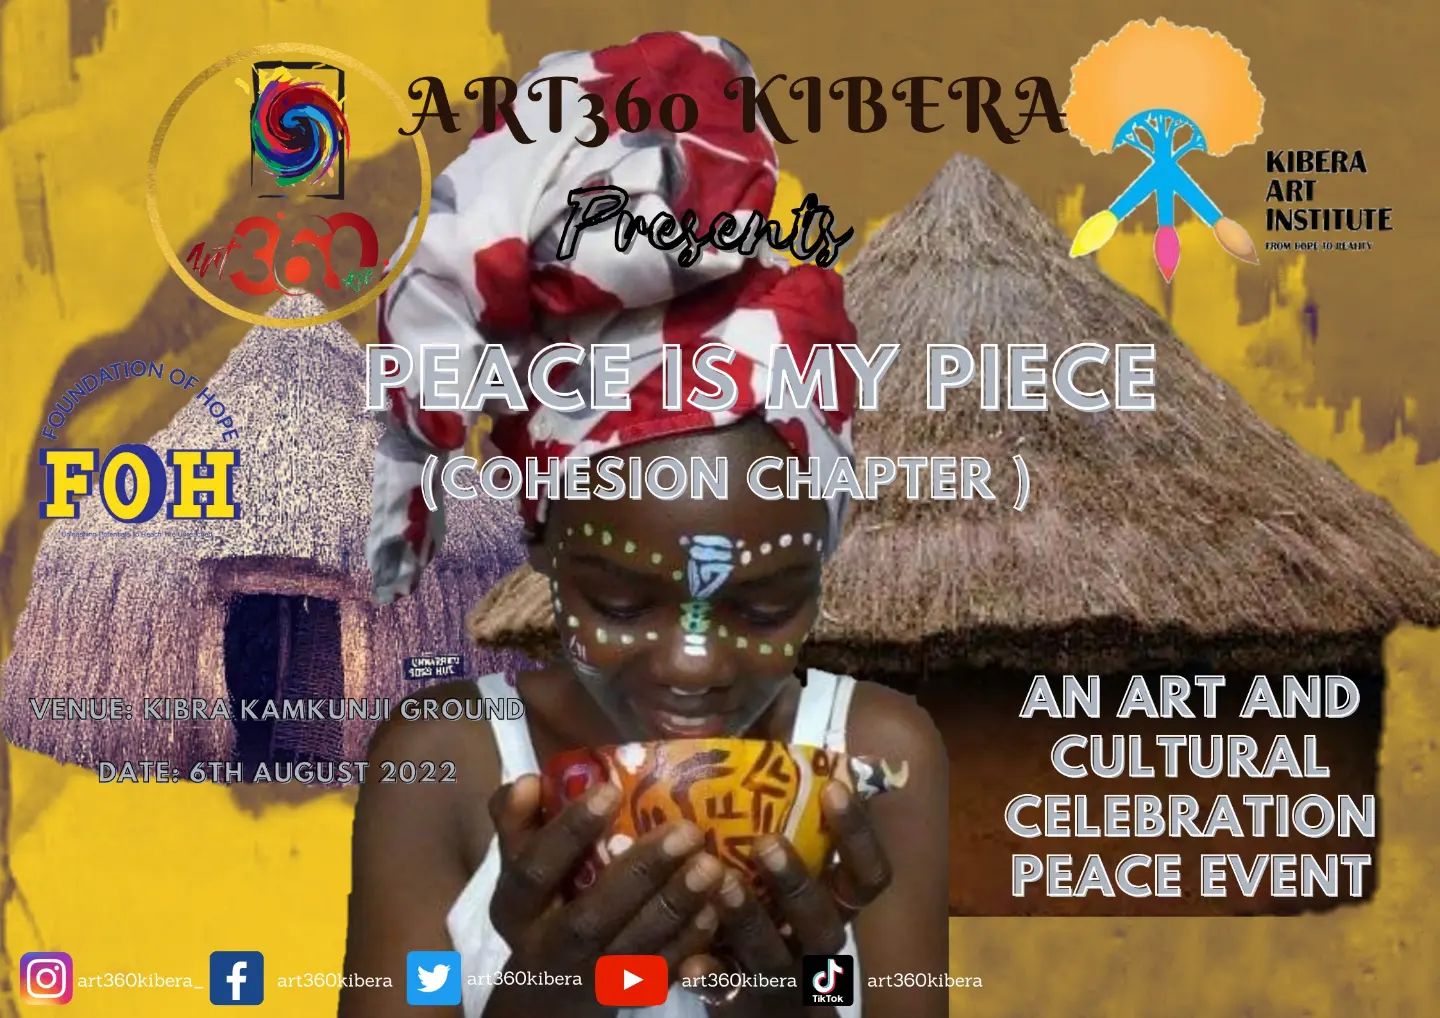 ART360 KIBERA
Presents
Art 360
KIBERA
ART
INSTITUTE
FROM HOPE TO REALITY
PEACE IS MY PIECE
(COHESION CHAPTER )
FOUNDATION OF HOPE
FOH
VENUE: KIBRA KAMKUNJI GROUND
DATE: 6TH AUGUST 2022
AN ART AND
CULTURAL
CELEBRATION
PEACE EVENT
art360kibera_
art360kibera
art360kibera
art360kibera
TikTok
art360kibera